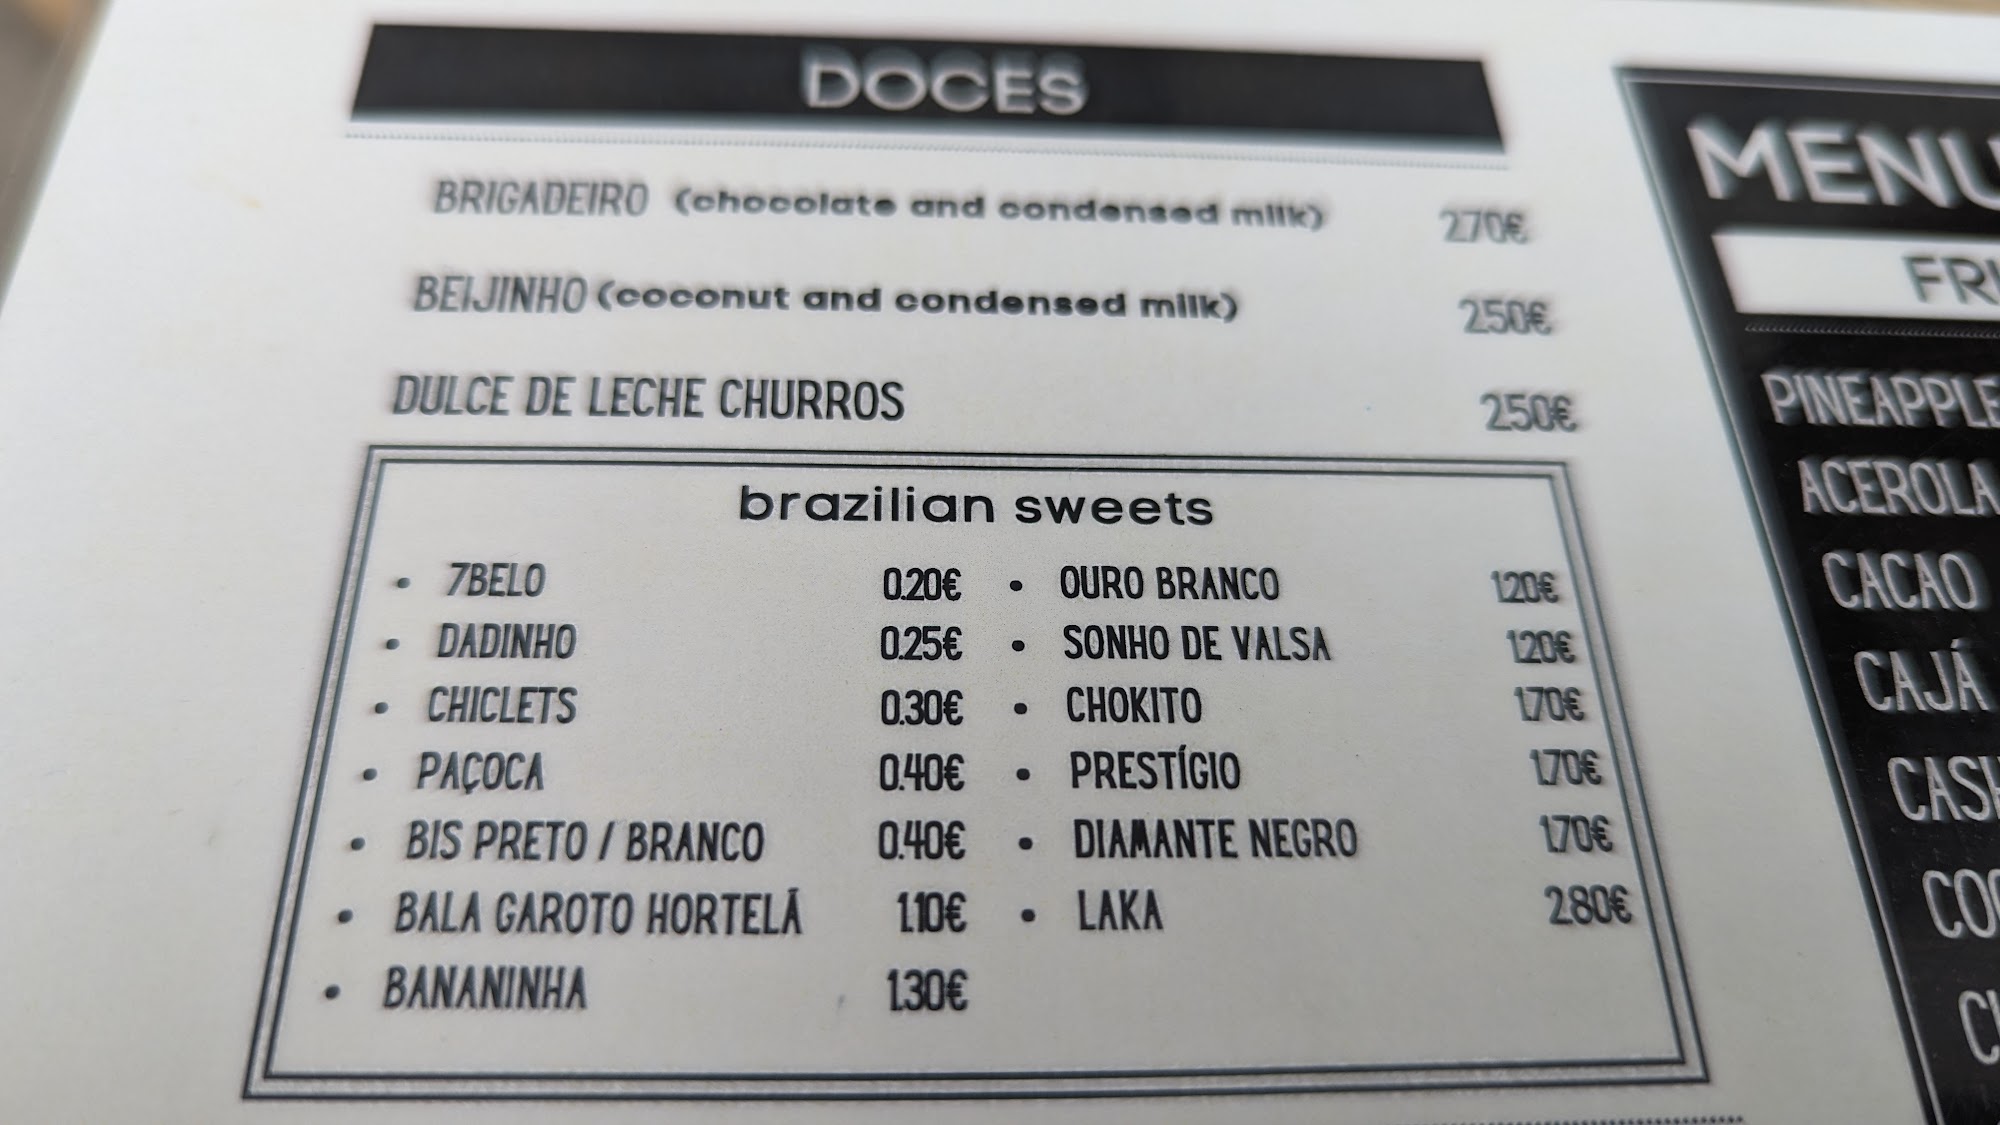 DOCES
BRIGADEIRO (chocolate and condensed milk) 2.70€
BEIJINHO (coconut and condensed milk) 2.50€
DULCE DE LECHE CHURROS 2.50€
brazilian sweets
• 7BELO 0.20€
• DADINHO 0.25€
• CHICLETS 0.30€
• PAÇOCA 0.40€
• BIS PRETO / BRANCO 0.40€
• BALA GAROTO HORTELÃ 1.10€
• BANANINHA 1.30€
• OURO BRANCO 1.20€
• SONHO DE VALSA 1.20€
• CHOKITO 1.70€
• PRESTÍGIO 1.70€
• DIAMANTE NEGRO 1.70€
• LAKA 2.80€
MENU
PINEAPPLE
ACEROLA
CACAO
CAJÁ